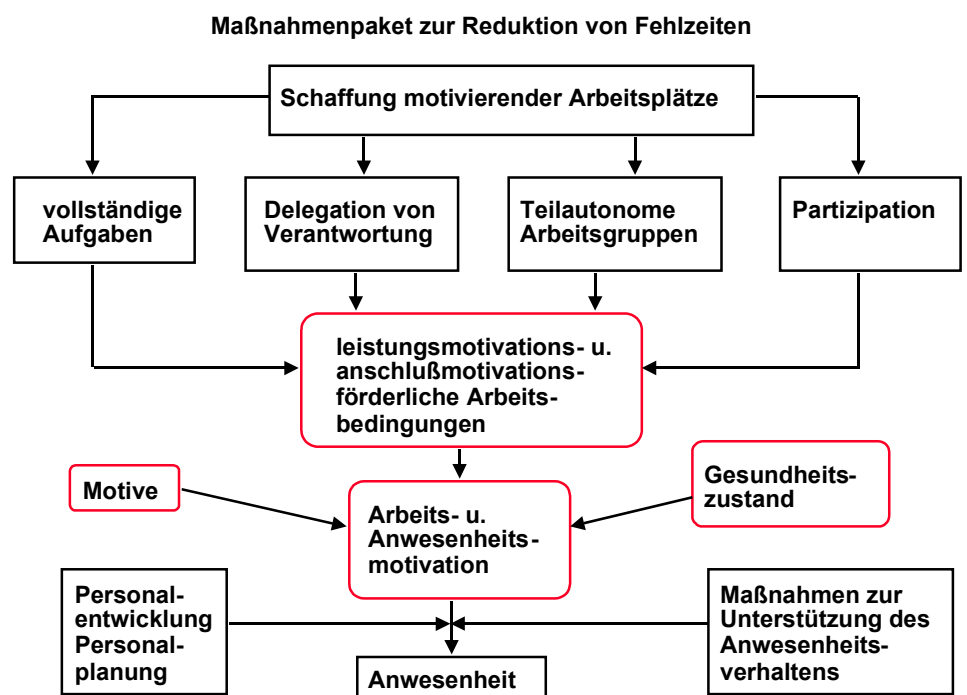 Maßnahmenpaket zur Reduktion von Fehlzeiten
Schaffung motivierender Arbeitsplätze
vollständige
Aufgaben
Delegation von
Verantwortung
Teilautonome
Arbeitsgruppen
Partizipation
leistungsmotivations- u.
anschlußmotivations-
förderliche Arbeits-
bedingungen
Motive
Gesundheits-
zustand
Arbeits- u.
Anwesenheits-
motivation
Personal-
entwicklung
Personal-
planung
Maßnahmen zur
Unterstützung des
Anwesenheits-
verhaltens
Anwesenheit